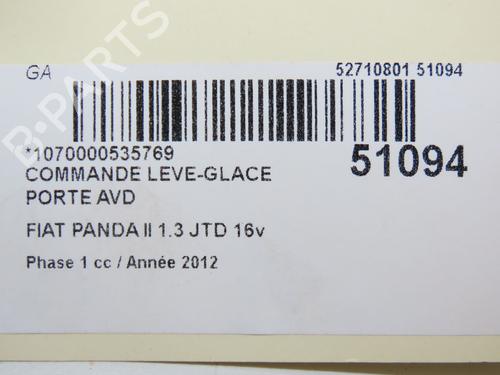 GA
52710801 51094
*1070000535769
51094
COMMANDE LEVE-GLACE
PORTE AVD
FIAT PANDA II 1.3 JTD 16v
Phase 1 cc / Année 2012
B-PARTS